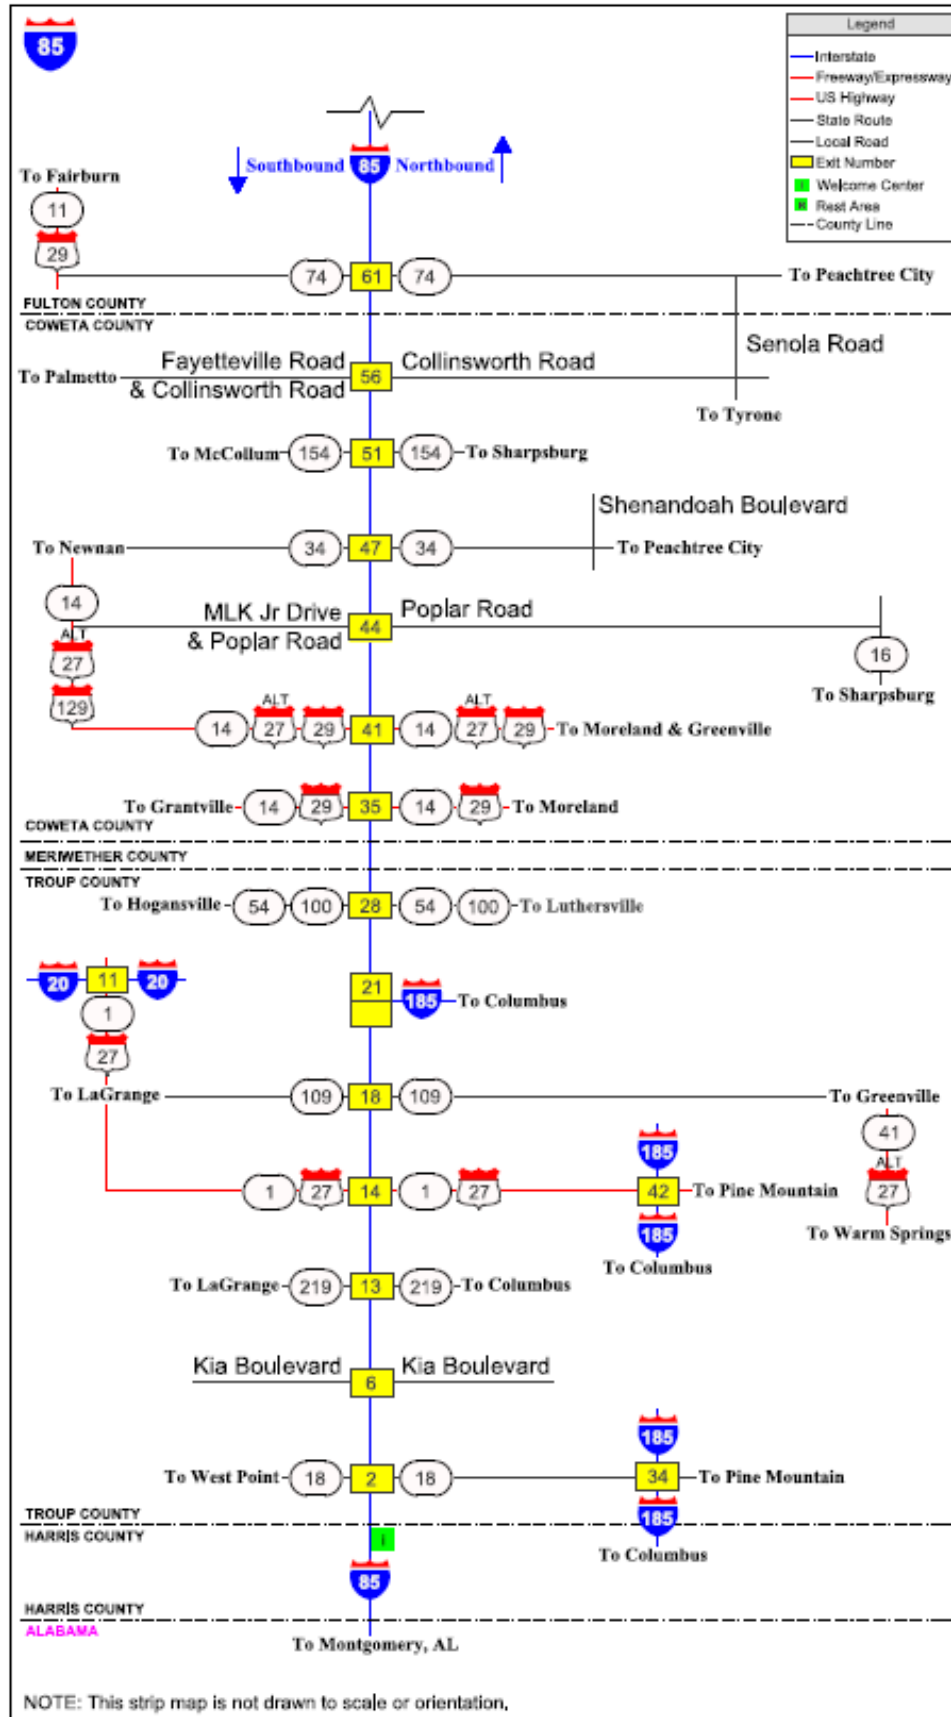 85
Legend
Interstate
Freeway/Expressway
US Highway
State Route
Local Road
Exit Number
i Welcome Center
R Rest Area
County Line
Southbound 85 Northbound
To Fairburn
11
29
74 61 74 To Peachtree City
FULTON COUNTY
COWETA COUNTY
Senola Road
Fayetteville Road
& Collinsworth Road
To Palmetto 56 Collinsworth Road
To Tyrone
To McCollum 154 51 154 To Sharpsburg
Shenandoah Boulevard
To Newnan 34 47 34 To Peachtree City
14
ALT
27
129
MLK Jr Drive
& Poplar Road
44 Poplar Road
16
To Sharpsburg
ALT ALT
14 27 29 41 14 27 29 To Moreland & Greenville
To Grantville 14 29 35 14 29 To Moreland
COWETA COUNTY
MERIWETHER COUNTY
TROUP COUNTY
To Hogansville 54 100 28 54 100 To Luthersville
20 11 20
1
27
21
185 To Columbus
To LaGrange 109 18 109 To Greenville
41
ALT
27
To Warm Springs
185
1 27 14 1 27 42 To Pine Mountain
185
To Columbus
To LaGrange 219 13 219 To Columbus
Kia Boulevard 6 Kia Boulevard
185
To West Point 18 2 18 34 To Pine Mountain
185
To Columbus
TROUP COUNTY
HARRIS COUNTY
i
85
HARRIS COUNTY
ALABAMA
To Montgomery, AL
NOTE: This strip map is not drawn to scale or orientation.